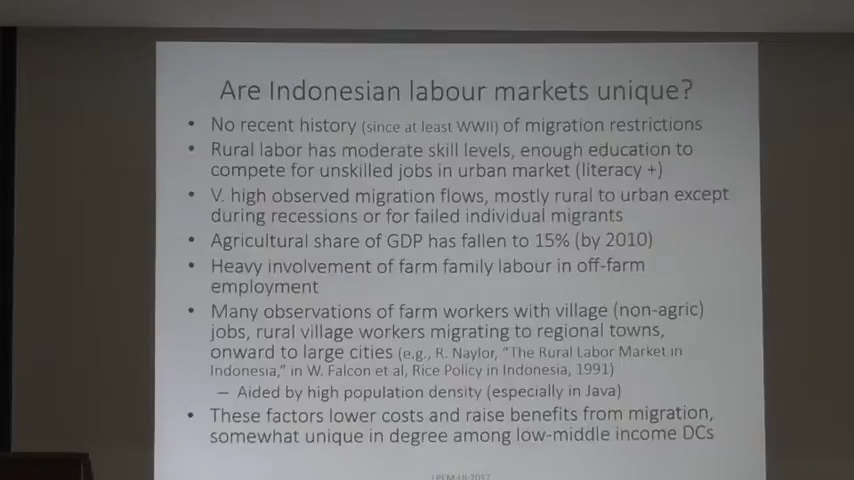 Are Indonesian labour markets unique?
• No recent history (since at least WWII) of migration restrictions
• Rural labor has moderate skill levels, enough education to
compete for unskilled jobs in urban market (literacy +)
• V. high observed migration flows, mostly rural to urban except
during recessions or for failed individual migrants
• Agricultural share of GDP has fallen to 15% (by 2010)
• Heavy involvement of farm family labour in off-farm
employment
• Many observations of farm workers with village (non-agric)
jobs, rural village workers migrating to regional towns,
onward to large cities (e.g., R. Naylor, "The Rural Labor Market in
Indonesia," in W. Falcon et al, Rice Policy in Indonesia, 1991)
– Aided by high population density (especially in Java)
• These factors lower costs and raise benefits from migration,
somewhat unique in degree among low-middle income DCs
LPEM-UI-2017